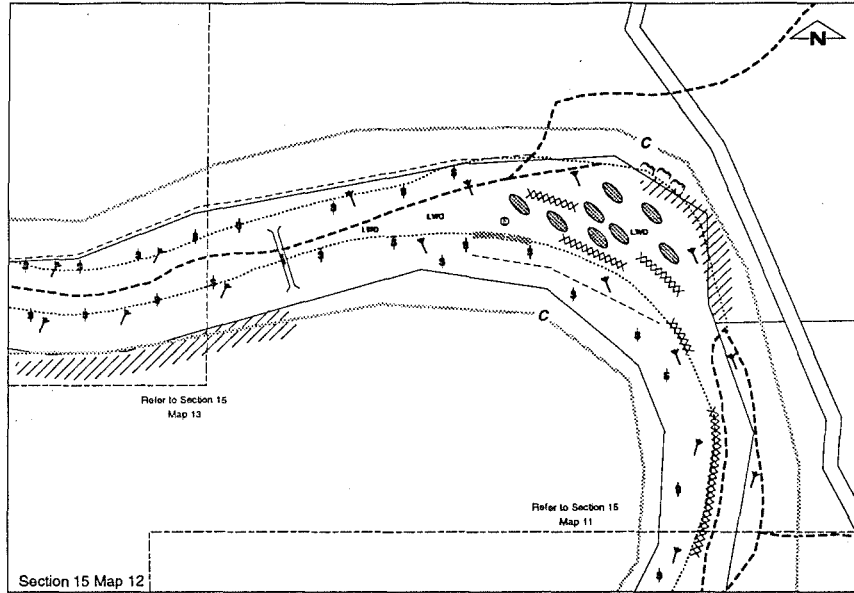 N
C
LWD
LWD
LWD
C
Refer to Section 15
Map 13
Refer to Section 15
Map 11
Section 15 Map 12